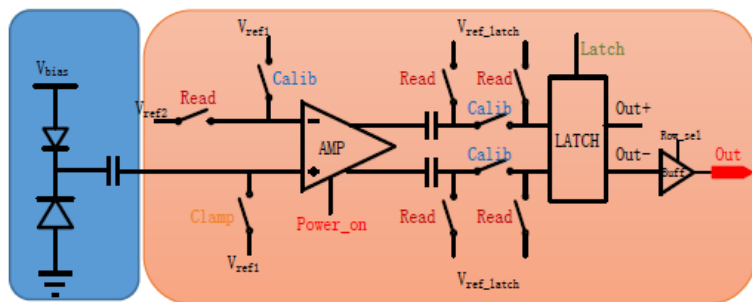 Vref1
Vref_latch
Latch
Vbias
Calib
Read
Read
Read
Vref2
Calib
Out+
−
AMP
LATCH
Row_sel
Out
Out−
Calib
Buff
+
Clamp
Power_on
Read
Read
Vref1
Vref_latch